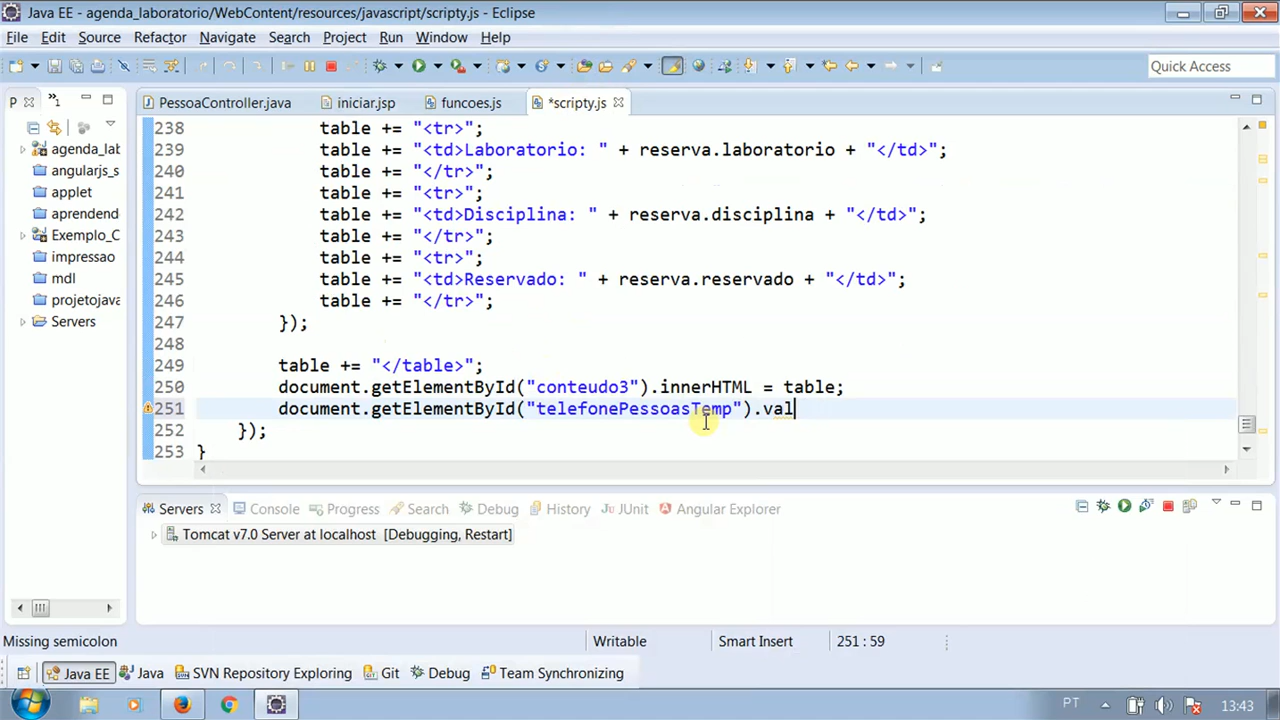 Java EE - agenda_laboratorio/WebContent/resources/javascript/scripty.js - Eclipse
File Edit Source Refactor Navigate Search Project Run Window Help
Quick Access
P »1 PessoaController.java iniciar.jsp funcoes.js *scripty.js
238 table += "<tr>";
239 table += "<td>Laboratorio: " + reserva.laboratorio + "</td>";
240 table += "</tr>";
241 table += "<tr>";
242 table += "<td>Disciplina: " + reserva.disciplina + "</td>";
243 table += "</tr>";
244 table += "<tr>";
245 table += "<td>Reservado: " + reserva.reservado + "</td>";
246 table += "</tr>";
247 });
248
249 table += "</table>";
250 document.getElementById("conteudo3").innerHTML = table;
251 document.getElementById("telefonePessoasTemp").val
252 });
253 }
agenda_lab
angularjs_s
applet
aprendend
Exemplo_C
impressao
mdl
projetojava
Servers
Servers Console Progress Search Debug History JUnit Angular Explorer
Tomcat v7.0 Server at localhost [Debugging, Restart]
Missing semicolon Writable Smart Insert 251 : 59
Java EE Java SVN Repository Exploring Git Debug Team Synchronizing
PT 13:43